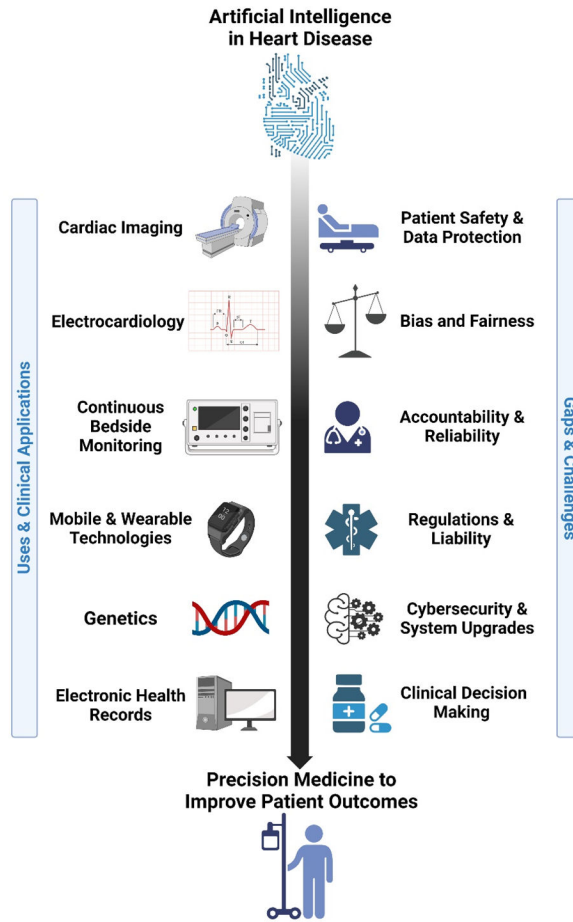 Artificial Intelligence
in Heart Disease
Uses & Clinical Applications
Cardiac Imaging
Electrocardiology
Continuous
Bedside
Monitoring
Mobile & Wearable
Technologies
Genetics
Electronic Health
Records
Patient Safety &
Data Protection
Bias and Fairness
Accountability &
Reliability
Regulations &
Liability
Cybersecurity &
System Upgrades
Clinical Decision
Making
Gaps & Challenges
Precision Medicine to
Improve Patient Outcomes